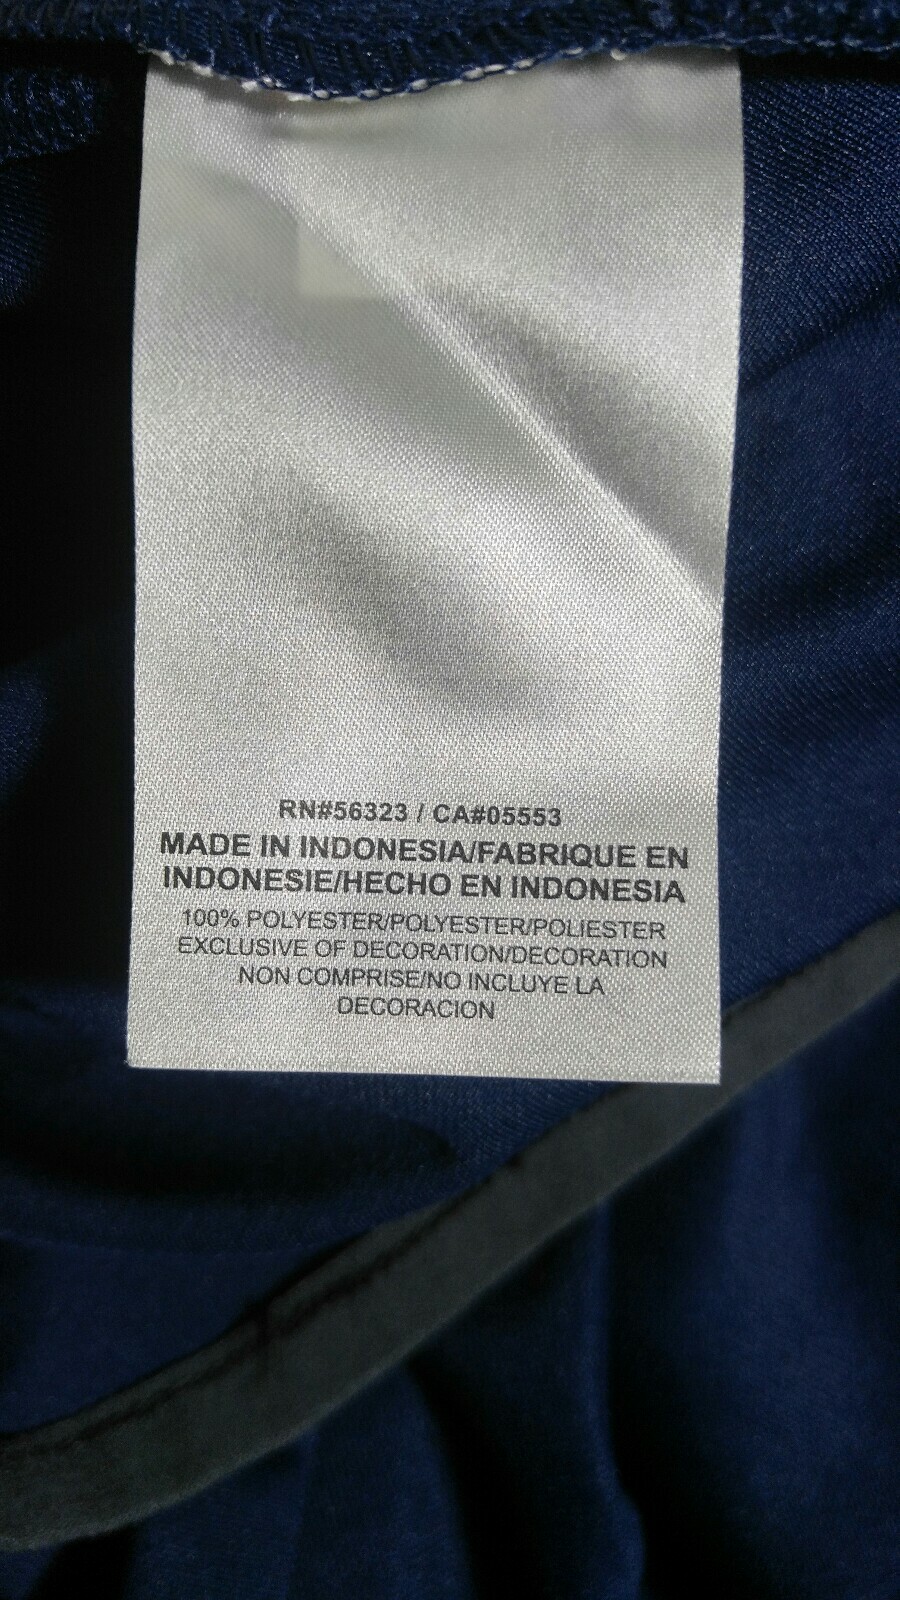 RN#56323 / CA#05553
MADE IN INDONESIA/FABRIQUE EN
INDONESIE/HECHO EN INDONESIA
100% POLYESTER/POLYESTER/POLIESTER
EXCLUSIVE OF DECORATION/DECORATION
NON COMPRISE/NO INCLUYE LA
DECORACION